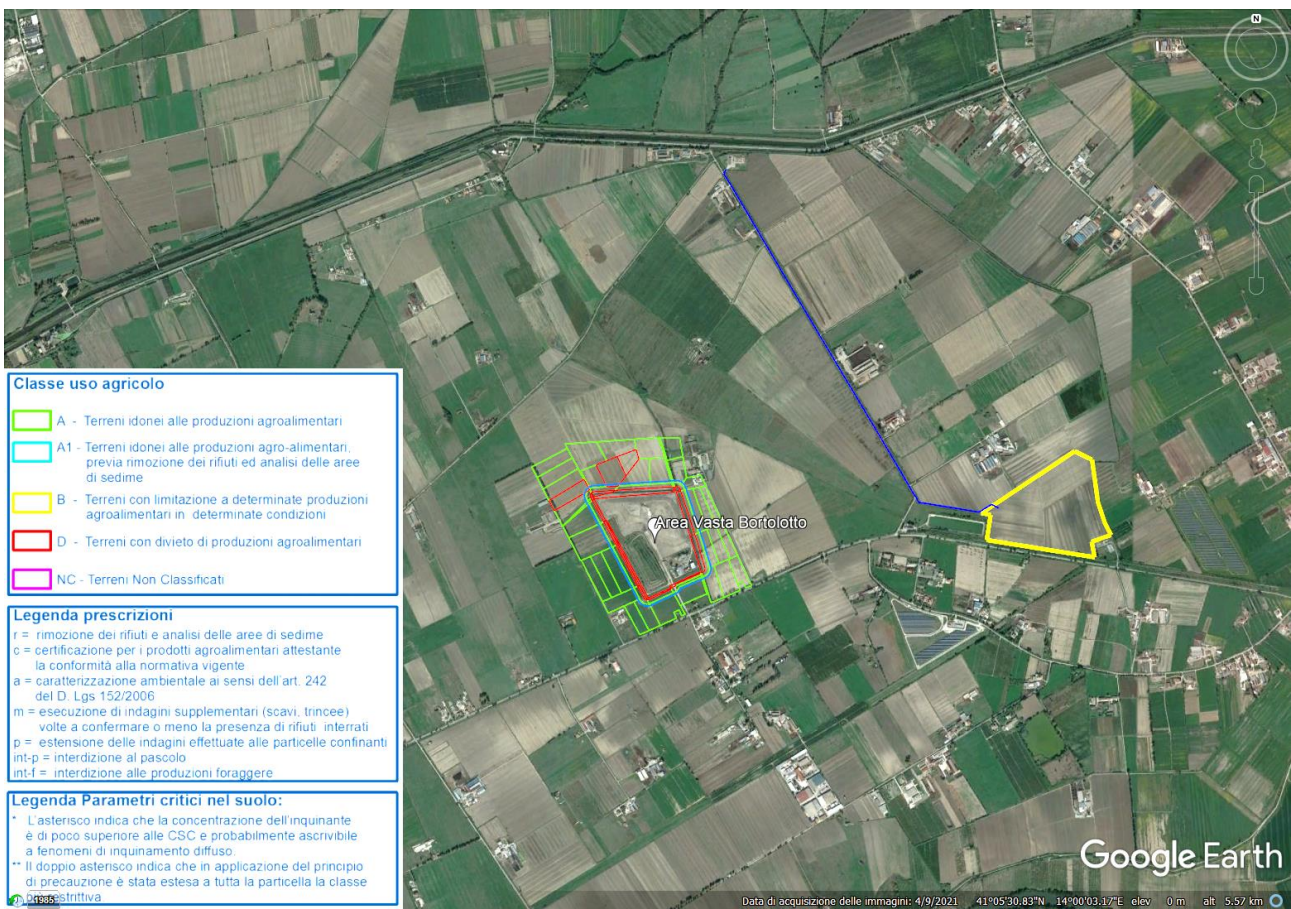 N
Classe uso agricolo
A - Terreni idonei alle produzioni agroalimentari
A1 - Terreni idonei alle produzioni agro-alimentari,
previa rimozione dei rifiuti ed analisi delle aree
di sedime
B - Terreni con limitazione a determinate produzioni
agroalimentari in determinate condizioni
D - Terreni con divieto di produzioni agroalimentari
NC - Terreni Non Classificati
Legenda prescrizioni
r = rimozione dei rifiuti e analisi delle aree di sedime
c = certificazione per i prodotti agroalimentari attestante
la conformità alla normativa vigente
a = caratterizzazione ambientale ai sensi dell'art. 242
del D. Lgs 152/2006
m = esecuzione di indagini supplementari (scavi, trincee)
volte a confermare o meno la presenza di rifiuti interrati
p = estensione delle indagini effettuate alle particelle confinanti
int-p = interdizione al pascolo
int-f = interdizione alle produzioni foraggere
Legenda Parametri critici nel suolo:
* L'asterisco indica che la concentrazione dell'inquinante
è di poco superiore alle CSC e probabilmente ascrivibile
a fenomeni di inquinamento diffuso.
** Il doppio asterisco indica che in applicazione del principio
di precauzione è stata estesa a tutta la particella la classe
più restrittiva
1985
Area Vasta Bortolotto
Google Earth
Data di acquisizione delle immagini: 4/9/2021 41°05'30.83"N 14°00'03.17"E elev 0 m alt 5.57 km